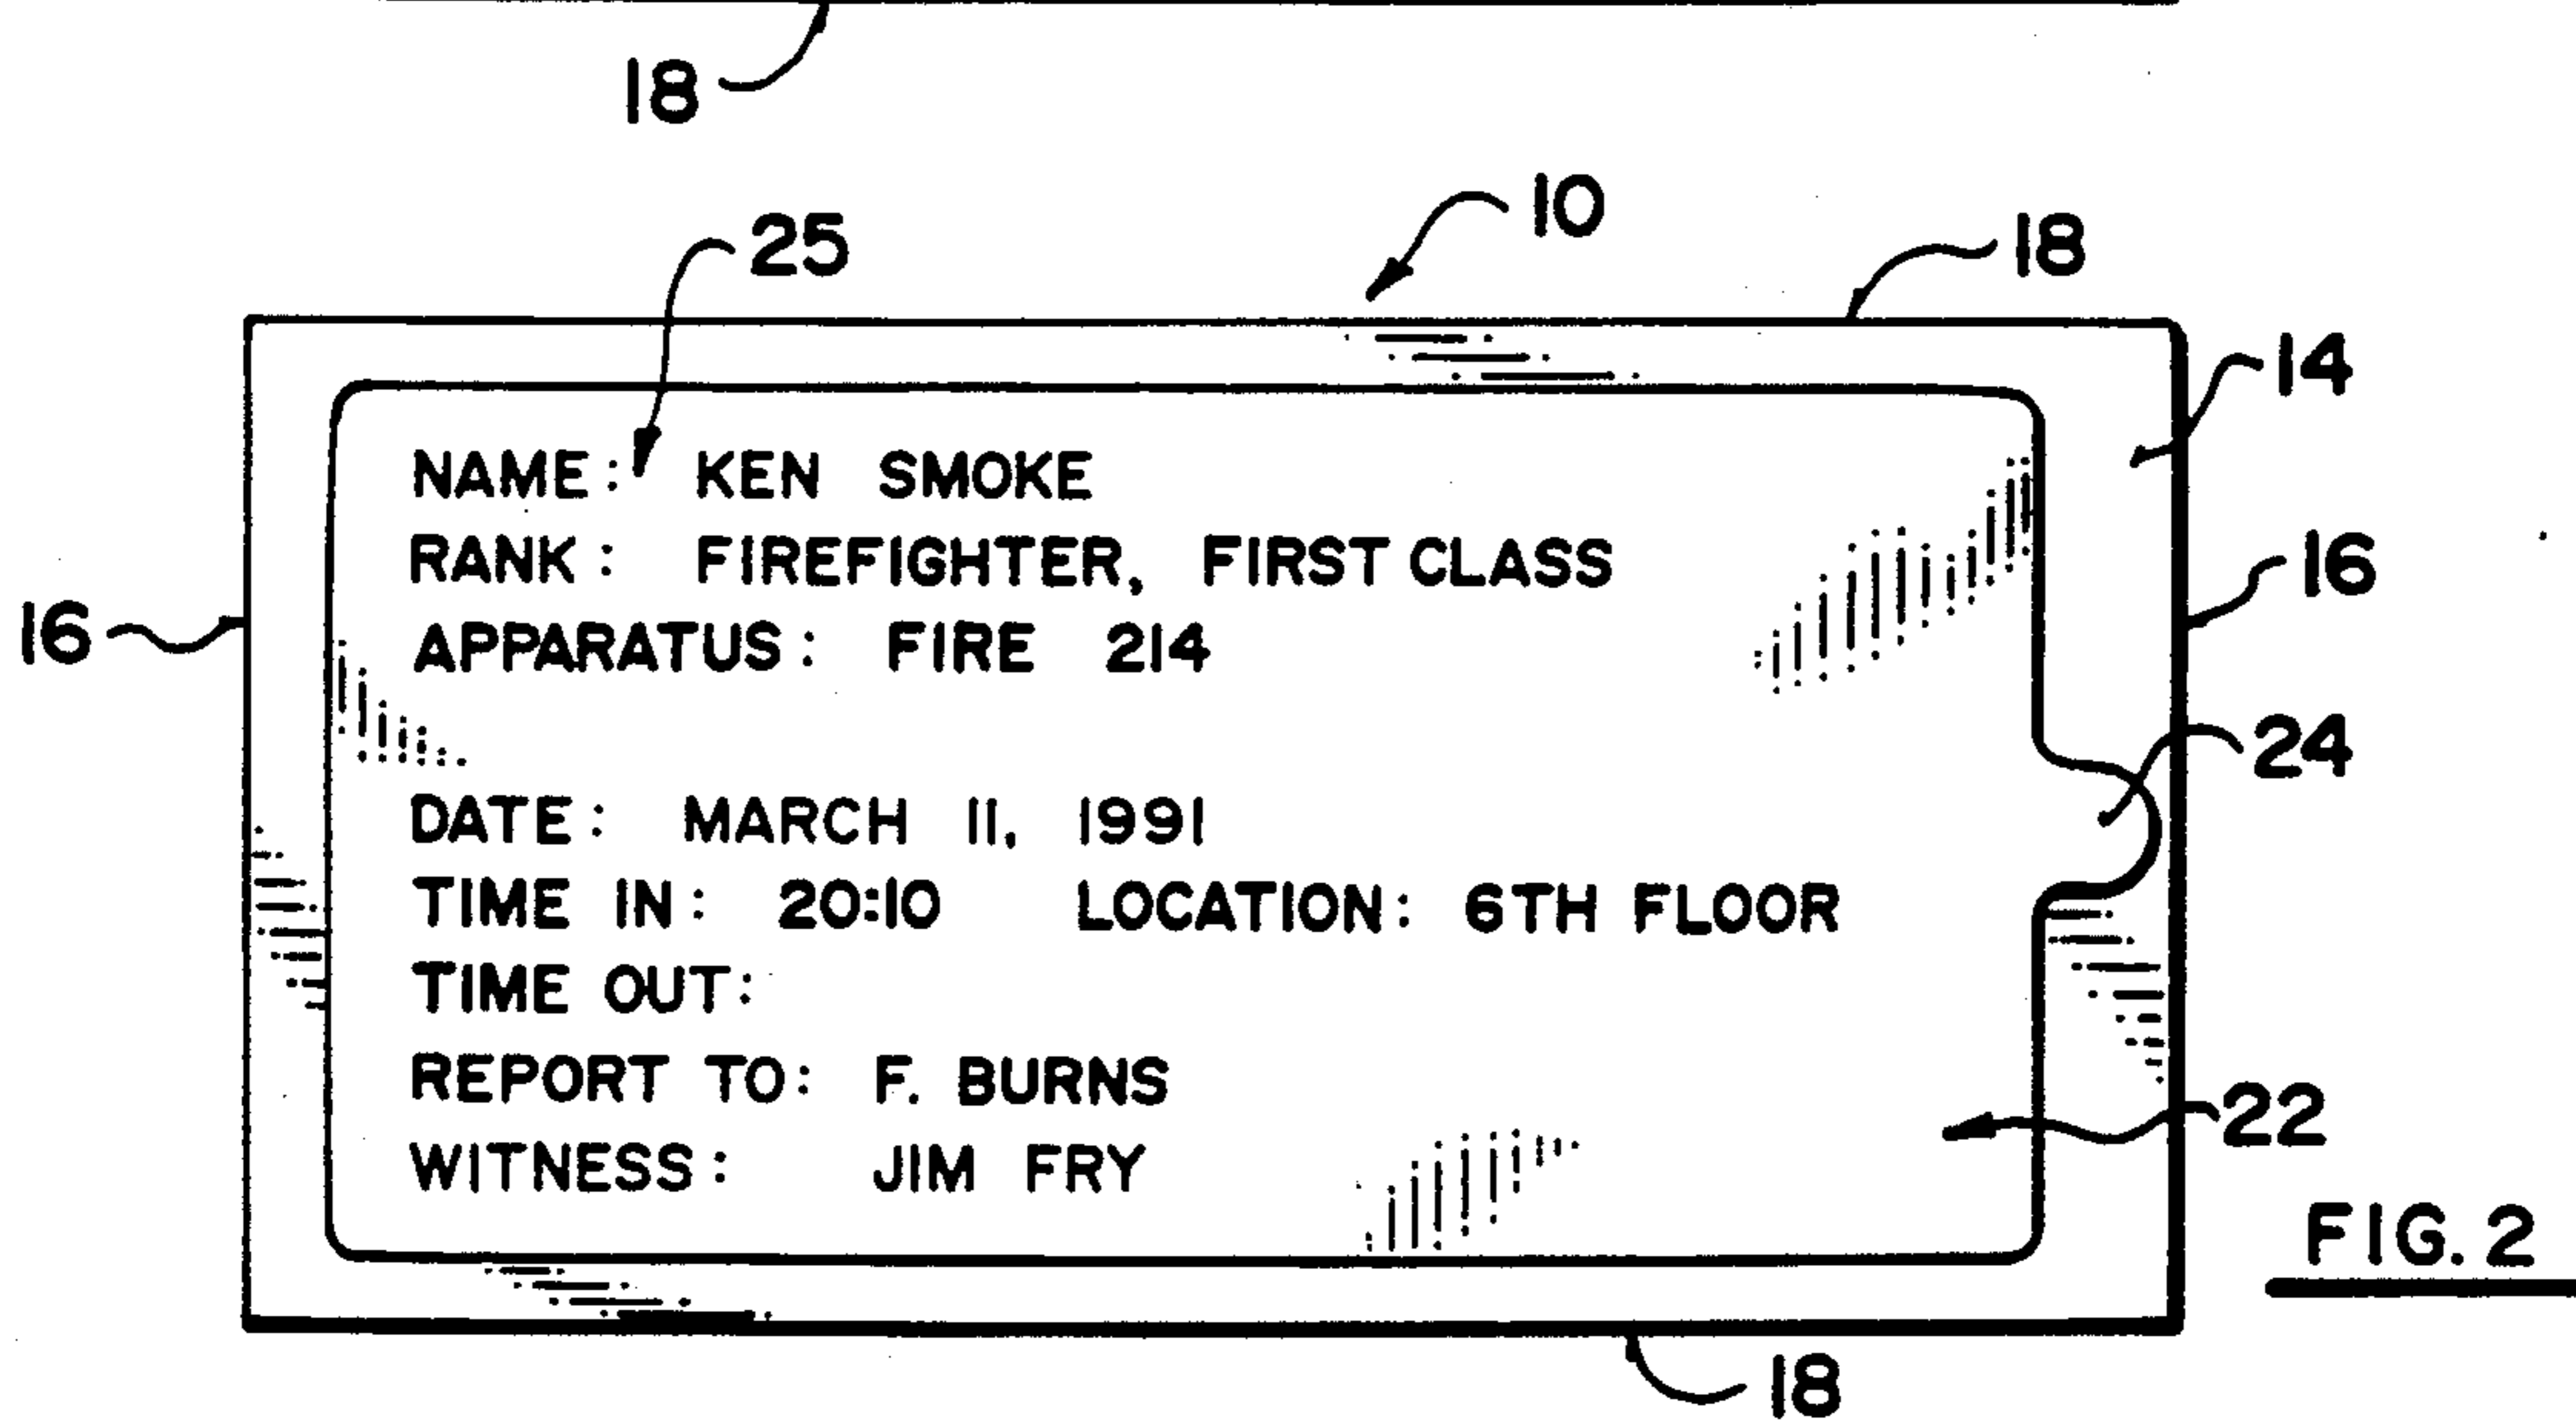 18
10
25
18
14
NAME: KEN SMOKE
RANK: FIREFIGHTER, FIRST CLASS
16
APPARATUS: FIRE 214
16
24
DATE: MARCH 11, 1991
TIME IN: 20:10 LOCATION: 6TH FLOOR
TIME OUT:
REPORT TO: F. BURNS
22
WITNESS: JIM FRY
FIG. 2
18